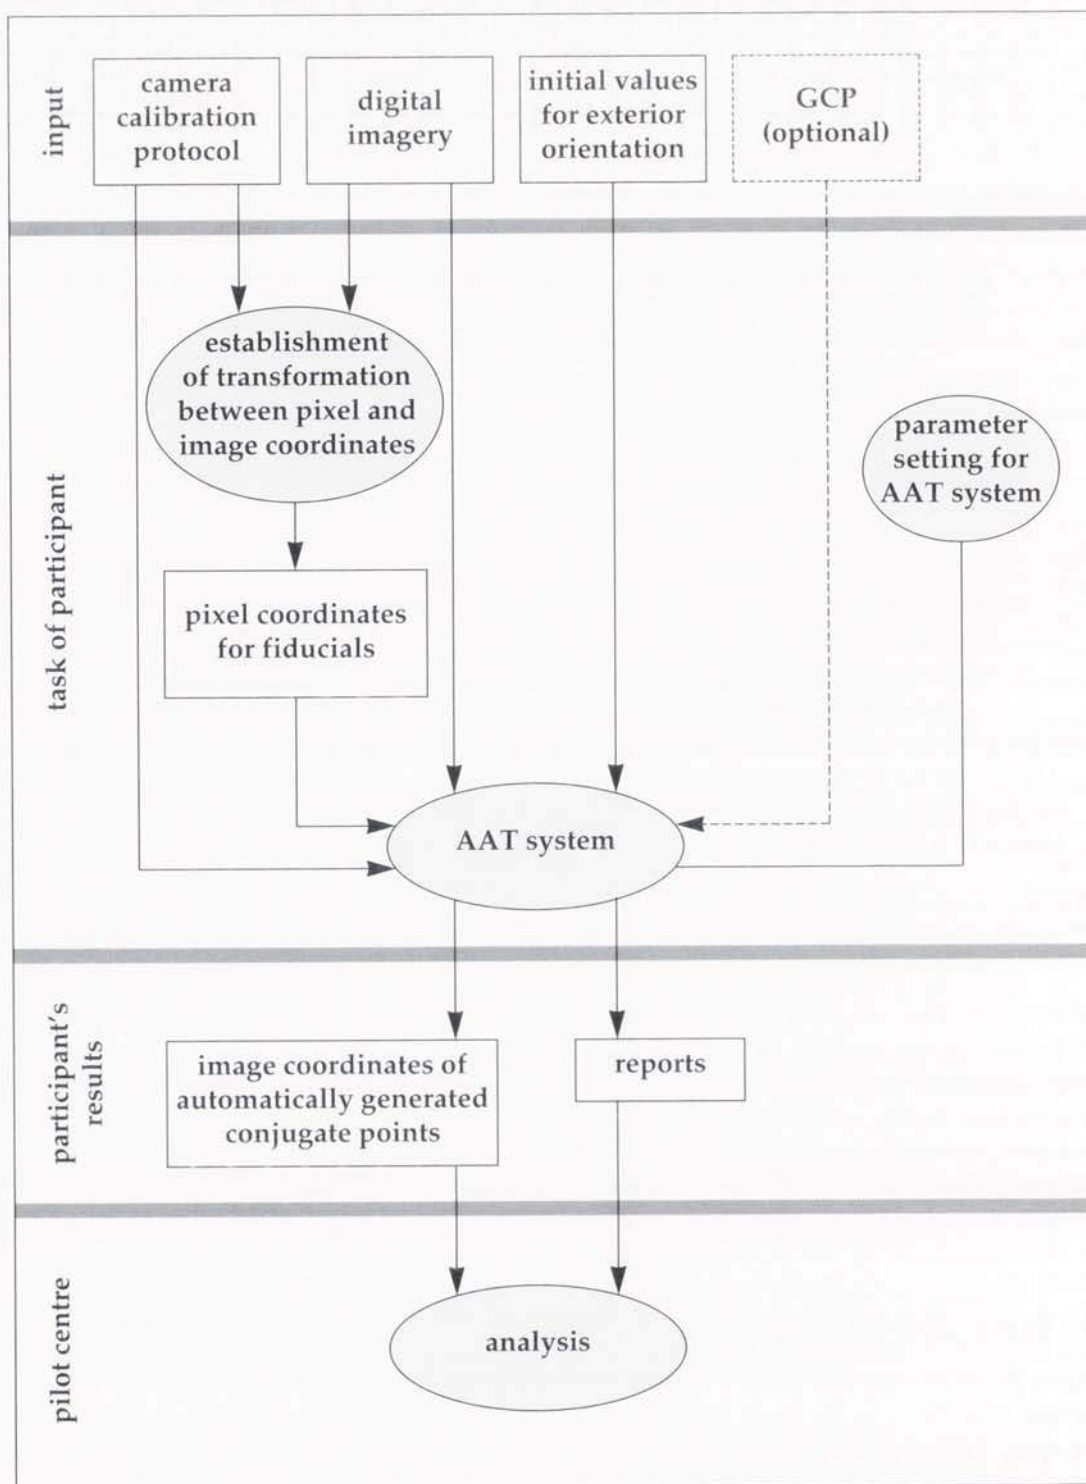 input
camera
calibration
protocol
digital
imagery
initial values
for exterior
orientation
GCP
(optional)
task of participant
establishment
of transformation
between pixel and
image coordinates
parameter
setting for
AAT system
pixel coordinates
for fiducials
AAT system
participant's
results
image coordinates of
automatically generated
conjugate points
reports
pilot centre
analysis